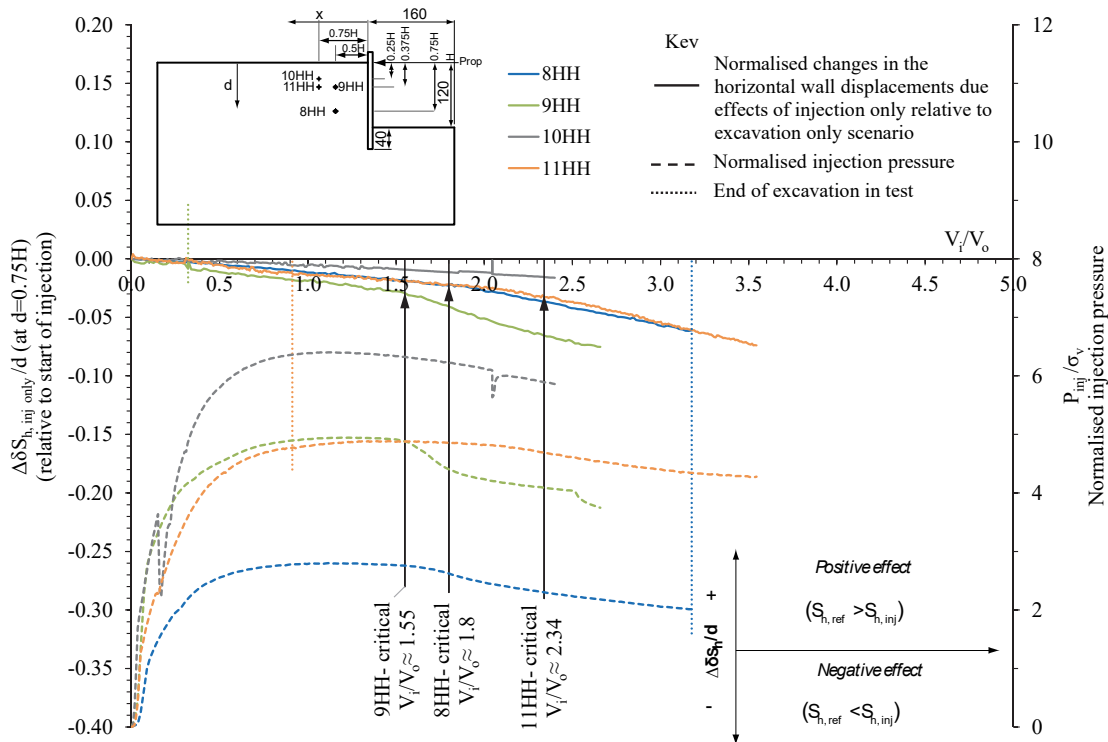 0.20
0.15
0.10
0.05
0.00
-0.05
-0.10
-0.15
-0.20
-0.25
-0.30
-0.35
-0.40
ΔδS_h, inj only/d (at d=0.75H)
(relative to start of injection)
x
160
0.75H
0.5H
0.25H
0.375H
0.75H
H
Prop
10HH
11HH
9HH
8HH
d
120
40
8HH
9HH
10HH
11HH
Kev
Normalised changes in the
horizontal wall displacements due
effects of injection only relative to
excavation only scenario
Normalised injection pressure
End of excavation in test
V_i/V_o
0
0.5
1.0
1.5
2.0
2.5
3.0
3.5
4.0
4.5
5.0
12
10
8
6
4
2
0
P_inj/σ_v
Normalised injection pressure
9HH- critical
V_i/V_o≈ 1.55
8HH- critical
V_i/V_o≈ 1.8
11HH- critical
V_i/V_o≈ 2.34
Δδs_h/d
+
-
Positive effect
(S_h, ref >S_h, inj)
Negative effect
(S_h, ref <S_h, inj)